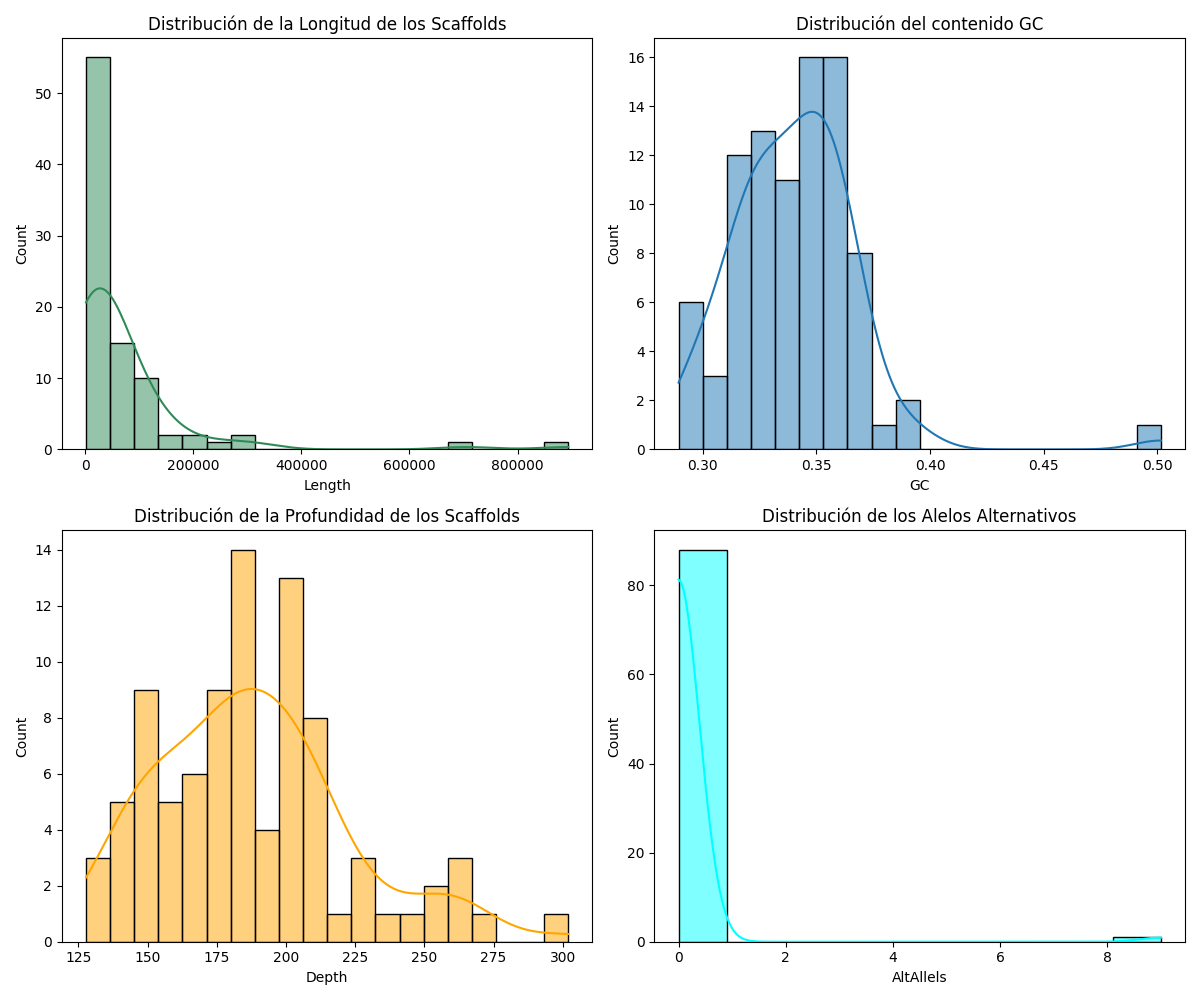 Distribución de la Longitud de los Scaffolds
50
40
30
20
10
0
Count
0 200000 400000 600000 800000
Length
Distribución del contenido GC
16
14
12
10
8
6
4
2
0
Count
0.30 0.35 0.40 0.45 0.50
GC
Distribución de la Profundidad de los Scaffolds
14
12
10
8
6
4
2
0
Count
125 150 175 200 225 250 275 300
Depth
Distribución de los Alelos Alternativos
80
60
40
20
0
Count
0 2 4 6 8
AltAllels